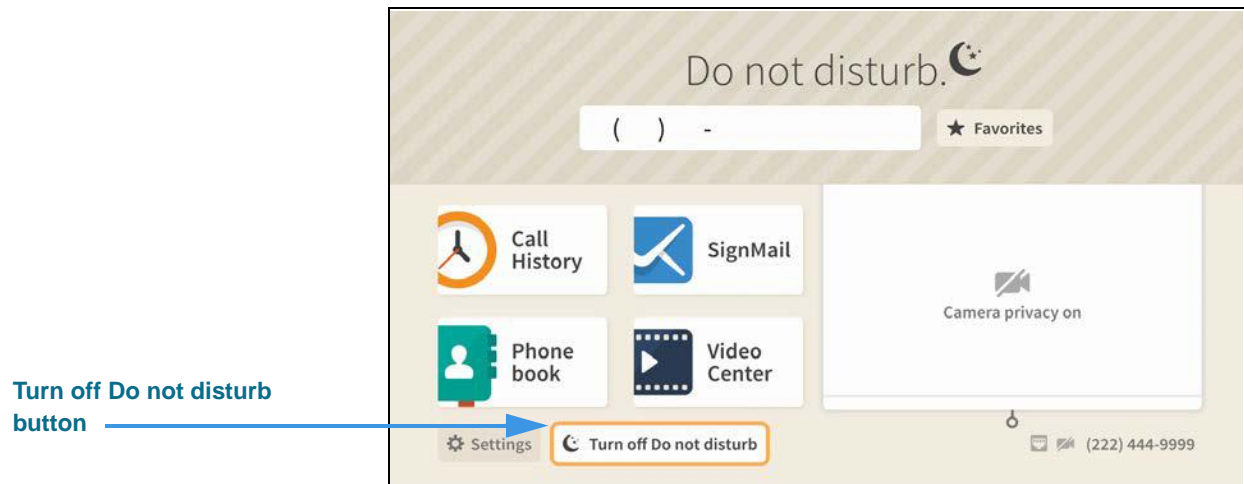 Do not disturb.
( ) -
★ Favorites
Call
History
SignMail
Camera privacy on
Phone
book
Video
Center
Turn off Do not disturb
button
Settings
Turn off Do not disturb
(222) 444-9999